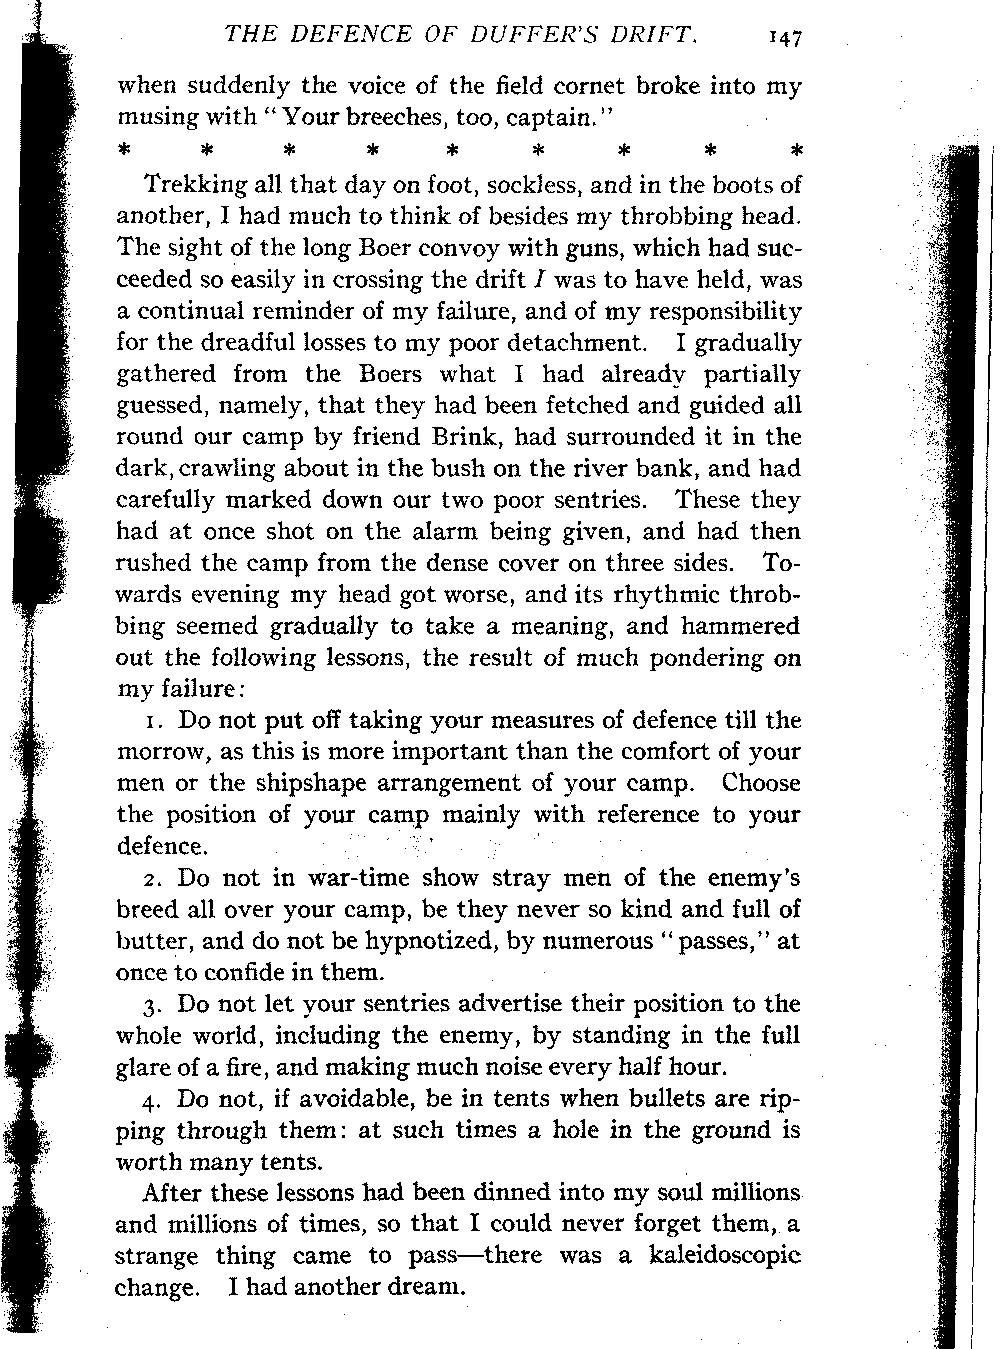 THE DEFENCE OF DUFFER'S DRIFT. 147
when suddenly the voice of the field cornet broke into my
musing with "Your breeches, too, captain."
* * * * * * * * *
Trekking all that day on foot, sockless, and in the boots of
another, I had much to think of besides my throbbing head.
The sight of the long Boer convoy with guns, which had suc-
ceeded so easily in crossing the drift I was to have held, was
a continual reminder of my failure, and of my responsibility
for the dreadful losses to my poor detachment. I gradually
gathered from the Boers what I had already partially
guessed, namely, that they had been fetched and guided all
round our camp by friend Brink, had surrounded it in the
dark, crawling about in the bush on the river bank, and had
carefully marked down our two poor sentries. These they
had at once shot on the alarm being given, and had then
rushed the camp from the dense cover on three sides. To-
wards evening my head got worse, and its rhythmic throb-
bing seemed gradually to take a meaning, and hammered
out the following lessons, the result of much pondering on
my failure:
1. Do not put off taking your measures of defence till the
morrow, as this is more important than the comfort of your
men or the shipshape arrangement of your camp. Choose
the position of your camp mainly with reference to your
defence.
2. Do not in war-time show stray men of the enemy's
breed all over your camp, be they never so kind and full of
butter, and do not be hypnotized, by numerous "passes," at
once to confide in them.
3. Do not let your sentries advertise their position to the
whole world, including the enemy, by standing in the full
glare of a fire, and making much noise every half hour.
4. Do not, if avoidable, be in tents when bullets are rip-
ping through them: at such times a hole in the ground is
worth many tents.
After these lessons had been dinned into my soul millions
and millions of times, so that I could never forget them, a
strange thing came to pass—there was a kaleidoscopic
change. I had another dream.